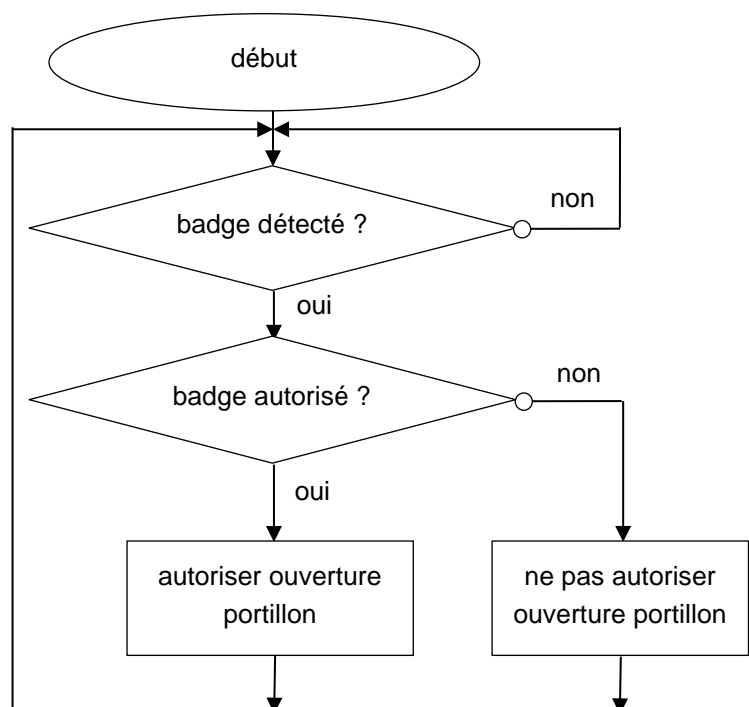 début
non
badge détecté ?
oui
non
badge autorisé ?
oui
autoriser ouverture
portillon
ne pas autoriser
ouverture portillon